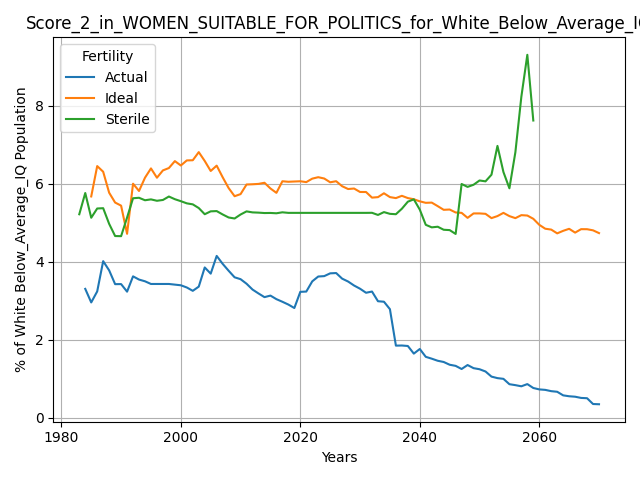 Score_2_in_WOMEN_SUITABLE_FOR_POLITICS_for_White_Below_Average_IQ
Fertility
Actual
Ideal
Sterile
% of White Below_Average_IQ Population
8
6
4
2
0
1980
2000
2020
2040
2060
Years